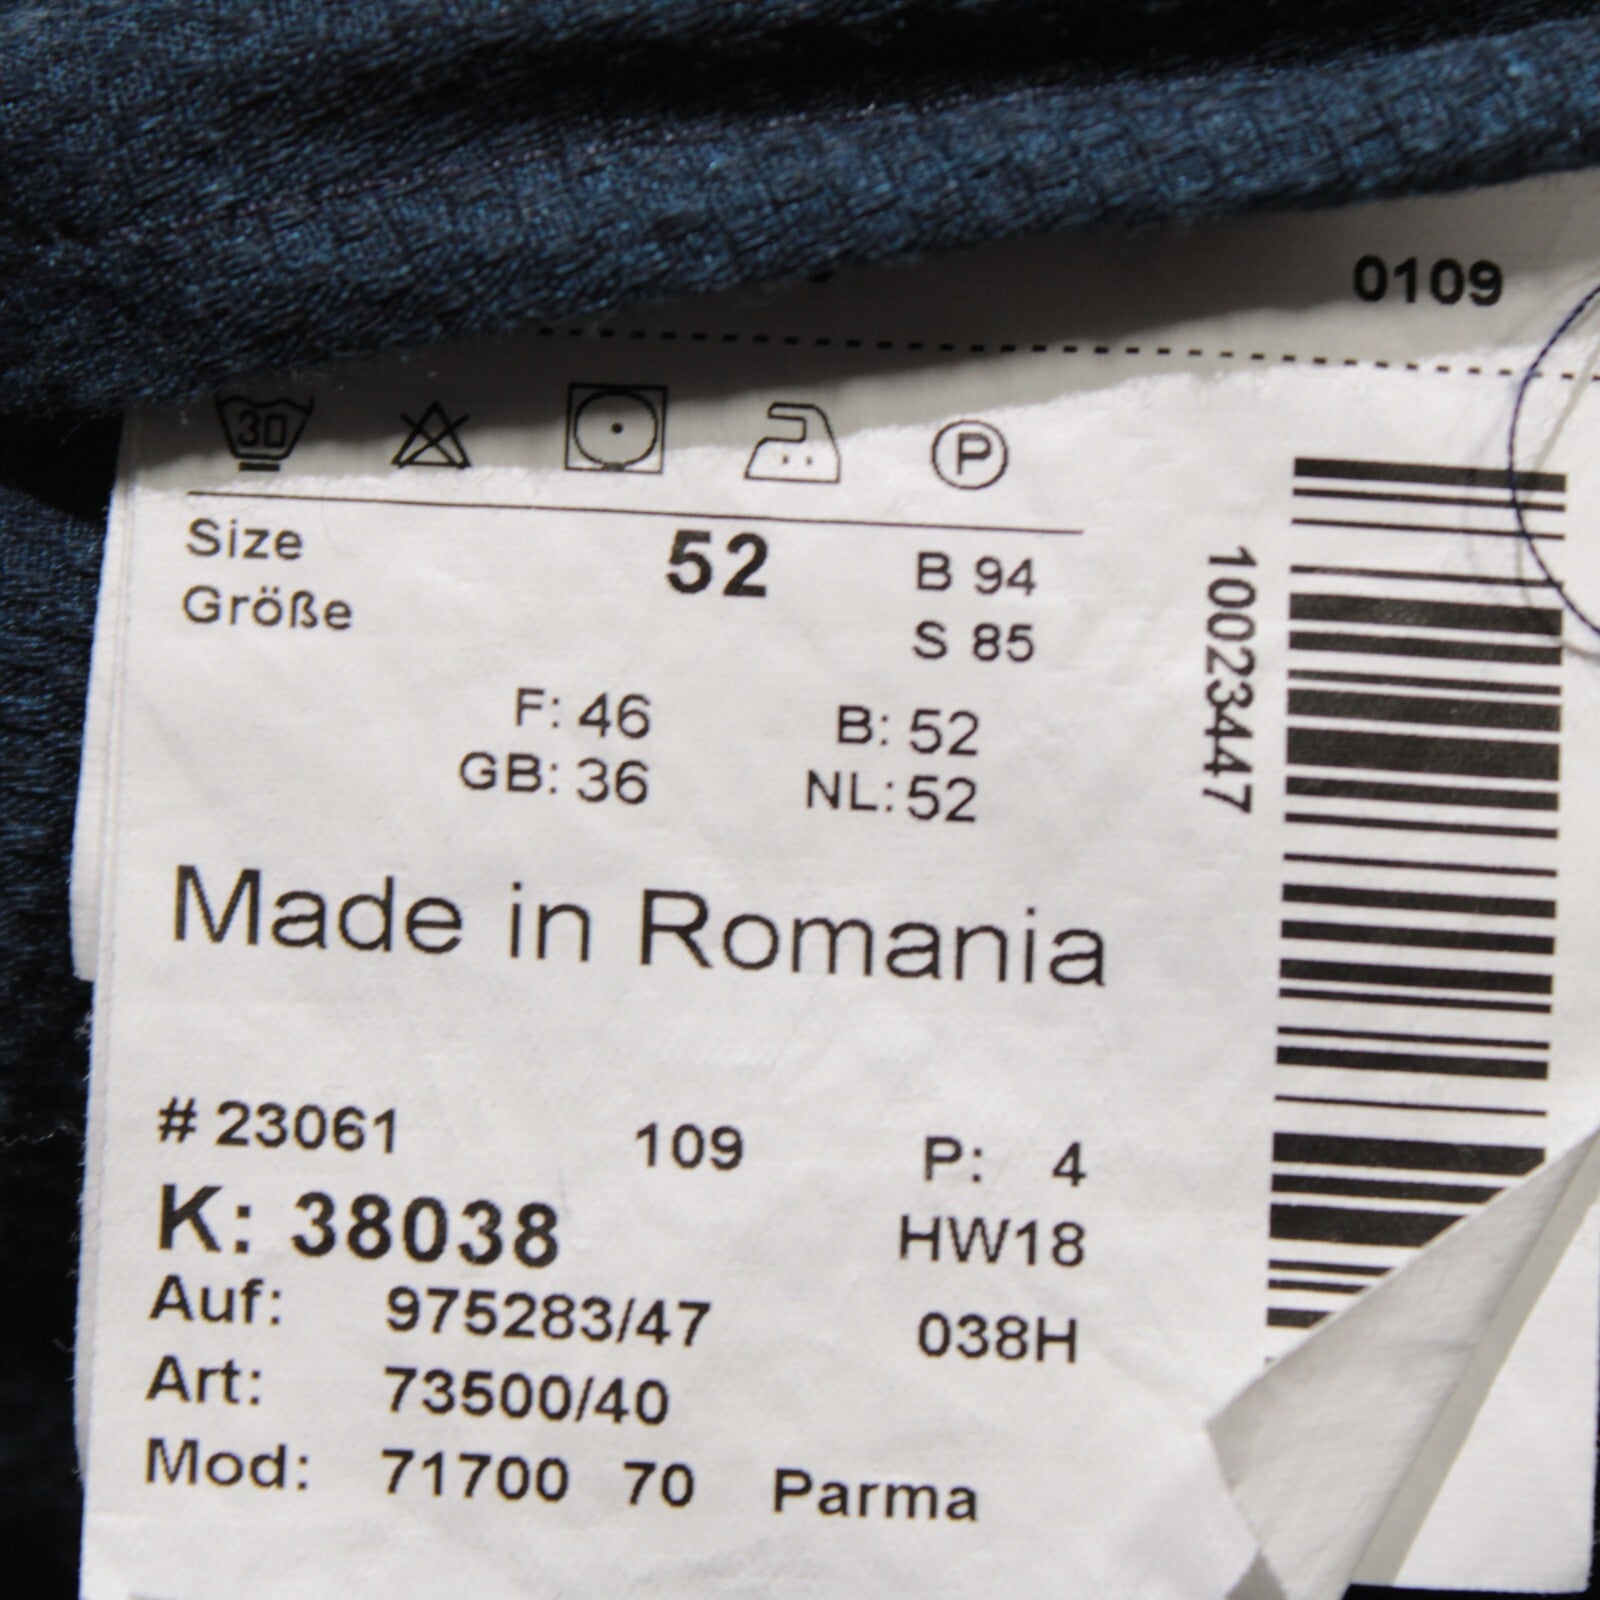 0109
30
P
Size 52 B 94
Größe S 85
F: 46 B: 52
GB: 36 NL: 52
10023447
Made in Romania
# 23061 109 P: 4
K: 38038 HW18
Auf: 975283/47 038H
Art: 73500/40
Mod: 71700 70 Parma